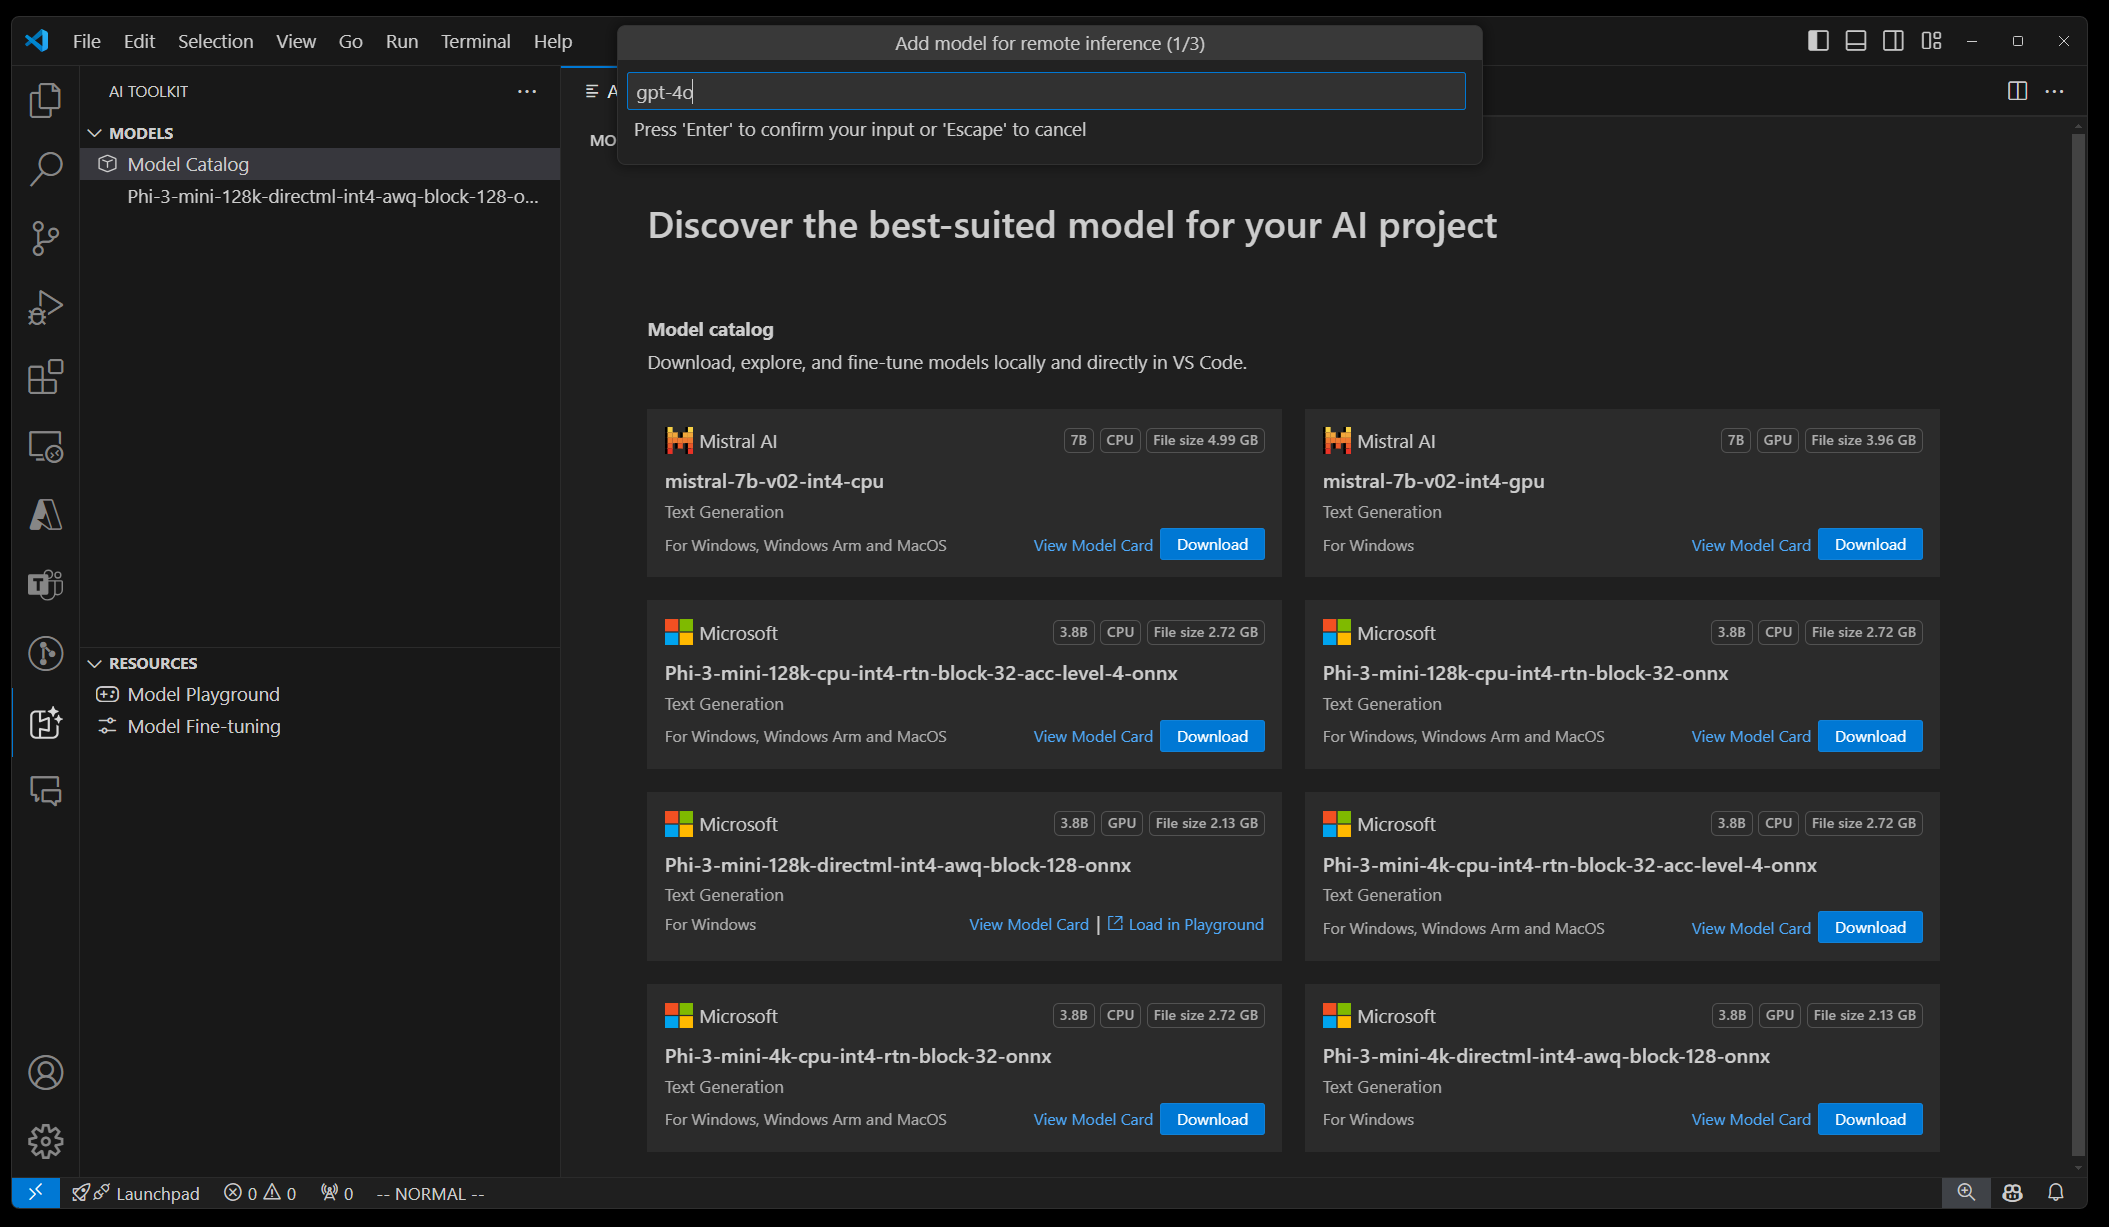 File Edit Selection View Go Run Terminal Help
Add model for remote inference (1/3)
gpt-4o
Press 'Enter' to confirm your input or 'Escape' to cancel
AI TOOLKIT
A
MO
MODELS
Model Catalog
Phi-3-mini-128k-directml-int4-awq-block-128-o...
RESOURCES
Model Playground
Model Fine-tuning
Discover the best-suited model for your AI project
Model catalog
Download, explore, and fine-tune models locally and directly in VS Code.
Mistral AI 7B CPU File size 4.99 GB
mistral-7b-v02-int4-cpu
Text Generation
For Windows, Windows Arm and MacOS View Model Card Download
Mistral AI 7B GPU File size 3.96 GB
mistral-7b-v02-int4-gpu
Text Generation
For Windows View Model Card Download
Microsoft 3.8B CPU File size 2.72 GB
Phi-3-mini-128k-cpu-int4-rtn-block-32-acc-level-4-onnx
Text Generation
For Windows, Windows Arm and MacOS View Model Card Download
Microsoft 3.8B CPU File size 2.72 GB
Phi-3-mini-128k-cpu-int4-rtn-block-32-onnx
Text Generation
For Windows, Windows Arm and MacOS View Model Card Download
Microsoft 3.8B GPU File size 2.13 GB
Phi-3-mini-128k-directml-int4-awq-block-128-onnx
Text Generation
For Windows View Model Card | Load in Playground
Microsoft 3.8B CPU File size 2.72 GB
Phi-3-mini-4k-cpu-int4-rtn-block-32-acc-level-4-onnx
Text Generation
For Windows, Windows Arm and MacOS View Model Card Download
Microsoft 3.8B CPU File size 2.72 GB
Phi-3-mini-4k-cpu-int4-rtn-block-32-onnx
Text Generation
For Windows, Windows Arm and MacOS View Model Card Download
Microsoft 3.8B GPU File size 2.13 GB
Phi-3-mini-4k-directml-int4-awq-block-128-onnx
Text Generation
For Windows View Model Card Download
Launchpad 0 0 0 -- NORMAL --